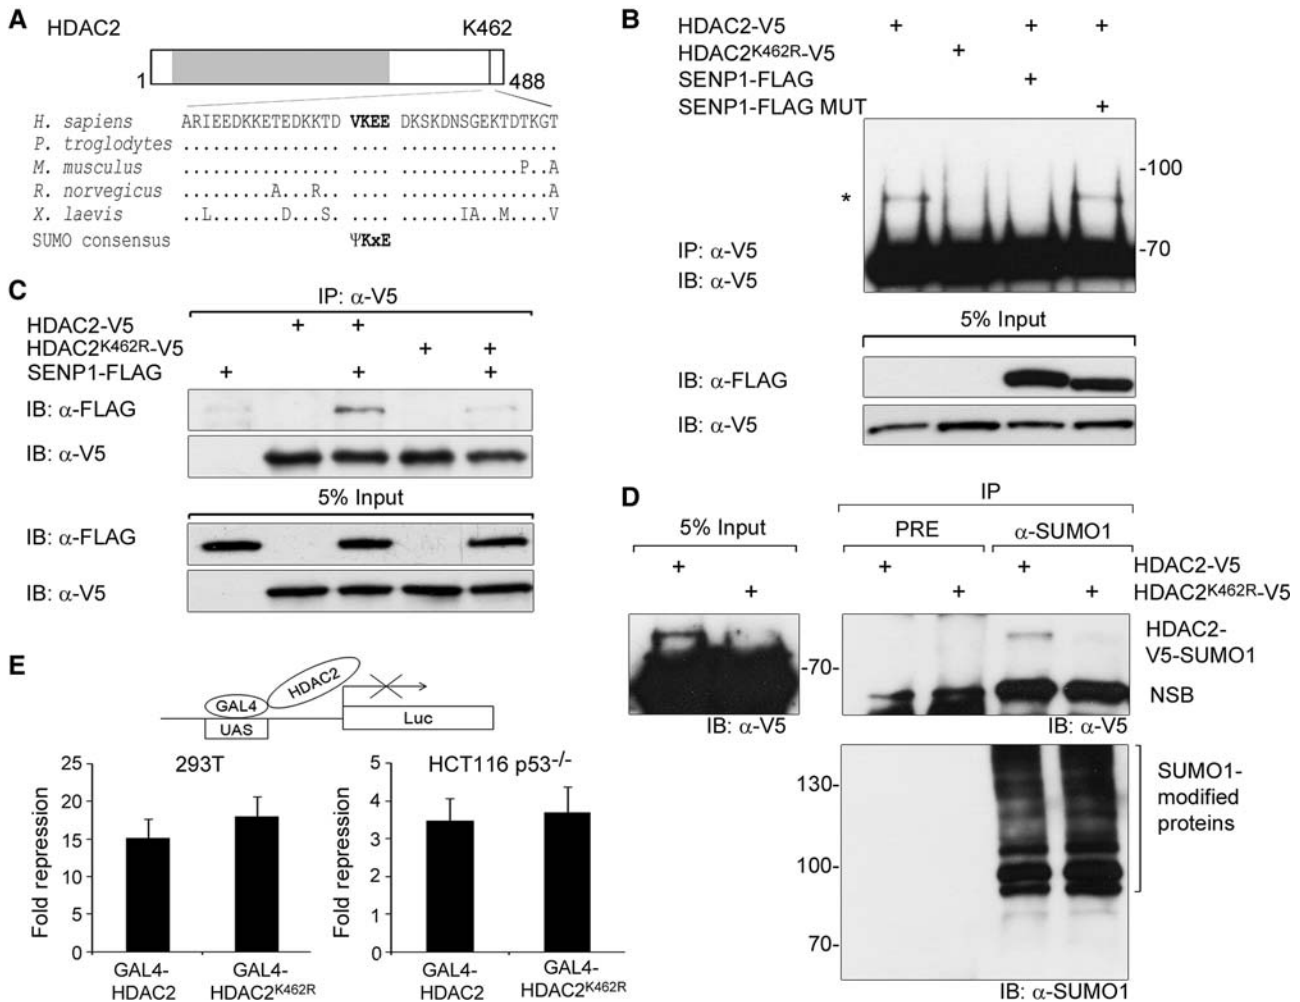 A
HDAC2
K462
1
488
H. sapiens ARIEEDKKETEDKKTD VKEE DKSKDNSGEKTDTKGT
P. troglodytes ................ .... ................
M. musculus ................ .... .............P..A
R. norvegicus .........A...R.. .... ................A
X. laevis ..L......D...S.. .... ......IA..M....V
SUMO consensus ΨKxE
B
HDAC2-V5 + + +
HDAC2K462R-V5 +
SENP1-FLAG +
SENP1-FLAG MUT +
*
-100
-70
IP: α-V5
IB: α-V5
5% Input
IB: α-FLAG
IB: α-V5
C
IP: α-V5
HDAC2-V5 + +
HDAC2K462R-V5 + +
SENP1-FLAG + + +
IB: α-FLAG
IB: α-V5
5% Input
IB: α-FLAG
IB: α-V5
D
IP
5% Input
PRE
α-SUMO1
+ + + HDAC2-V5
+ + + HDAC2K462R-V5
-70-
HDAC2-
V5-SUMO1
NSB
IB: α-V5
IB: α-V5
130-
100-
70-
SUMO1-
modified
proteins
IB: α-SUMO1
E
GAL4
HDAC2
UAS
Luc
293T
Fold repression
25
20
15
10
5
0
GAL4-
HDAC2
GAL4-
HDAC2K462R
HCT116 p53-/-
Fold repression
5
4
3
2
1
0
GAL4-
HDAC2
GAL4-
HDAC2K462R